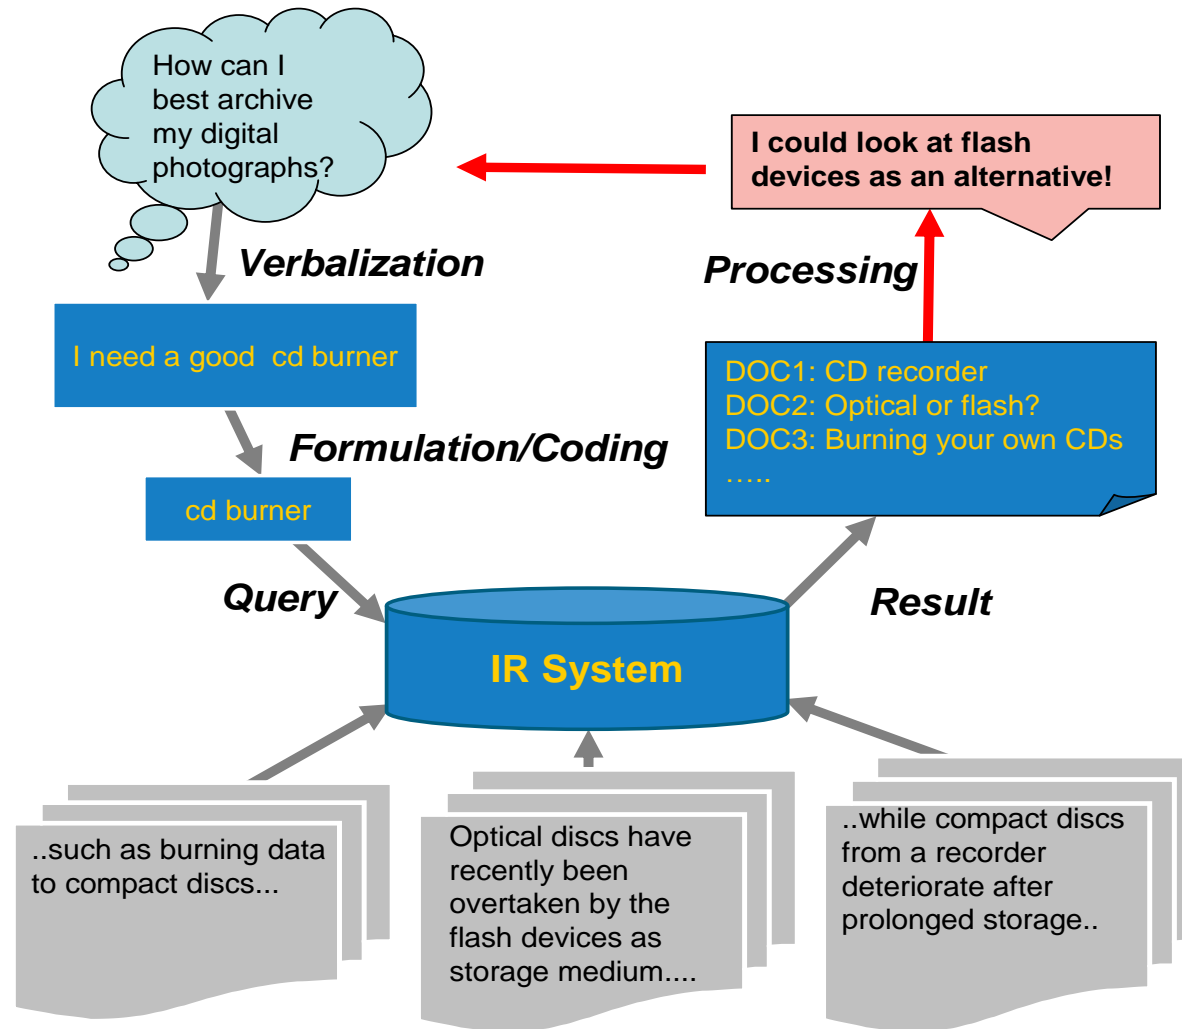 How can I
best archive
my digital
photographs?
I could look at flash
devices as an alternative!
Verbalization
Processing
I need a good  cd burner
DOC1: CD recorder
DOC2: Optical or flash?
DOC3: Burning your own CDs
…..
Formulation/Coding
cd burner
Query
Result
IR System
..such as burning data
to compact discs...
Optical discs have
recently been
overtaken by the
flash devices as
storage medium....
..while compact discs
from a recorder
deteriorate after
prolonged storage..